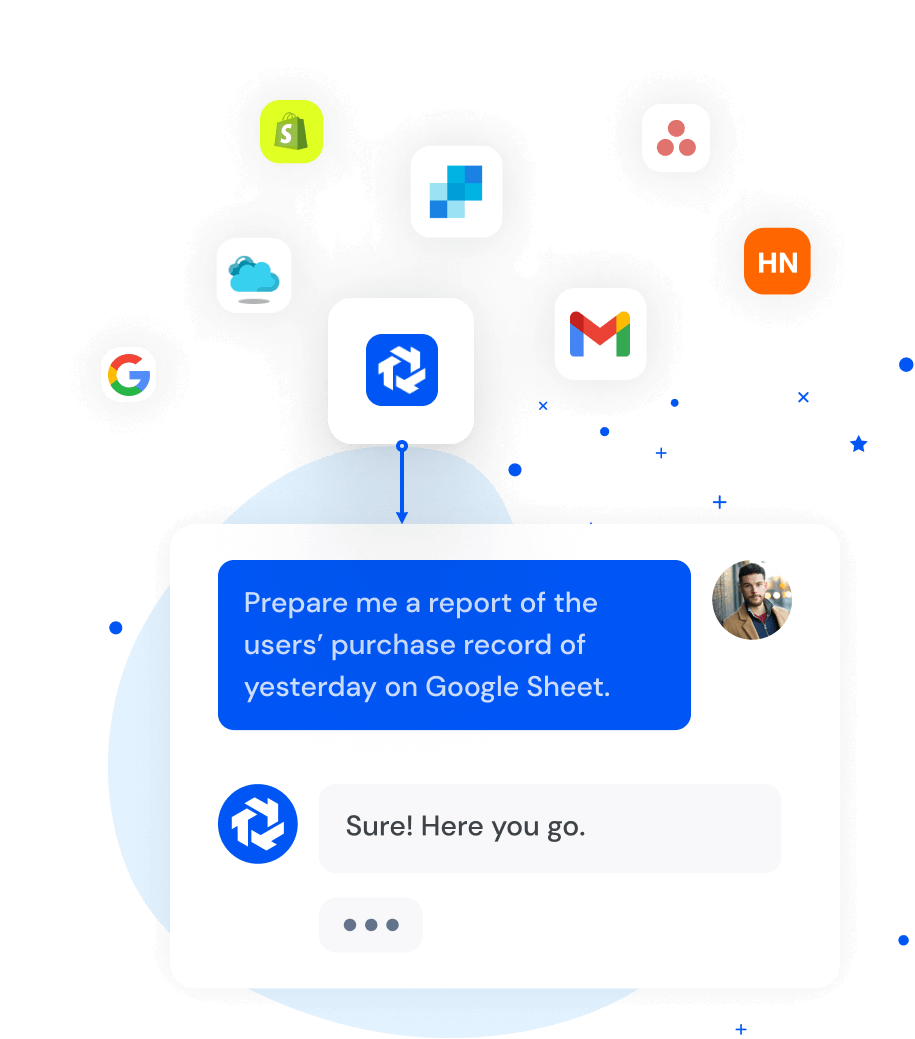 S
HN
Prepare me a report of the
users’ purchase record of
yesterday on Google Sheet.
Sure! Here you go.